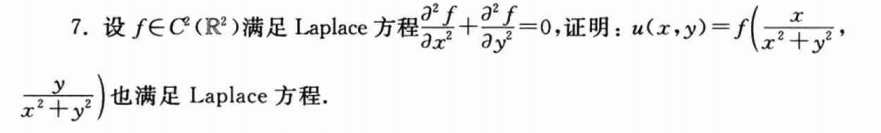 7. 设 $f\in C^2(\mathbb{R}^2)$满足 Laplace 方程$\frac{\partial^2 f}{\partial x^2}+\frac{\partial^2 f}{\partial y^2}=0$,证明：$u(x,y)=f\left(\frac{x}{x^2+y^2}\right.$,
$\left.\frac{y}{x^2+y^2}\right)$也满足 Laplace 方程.